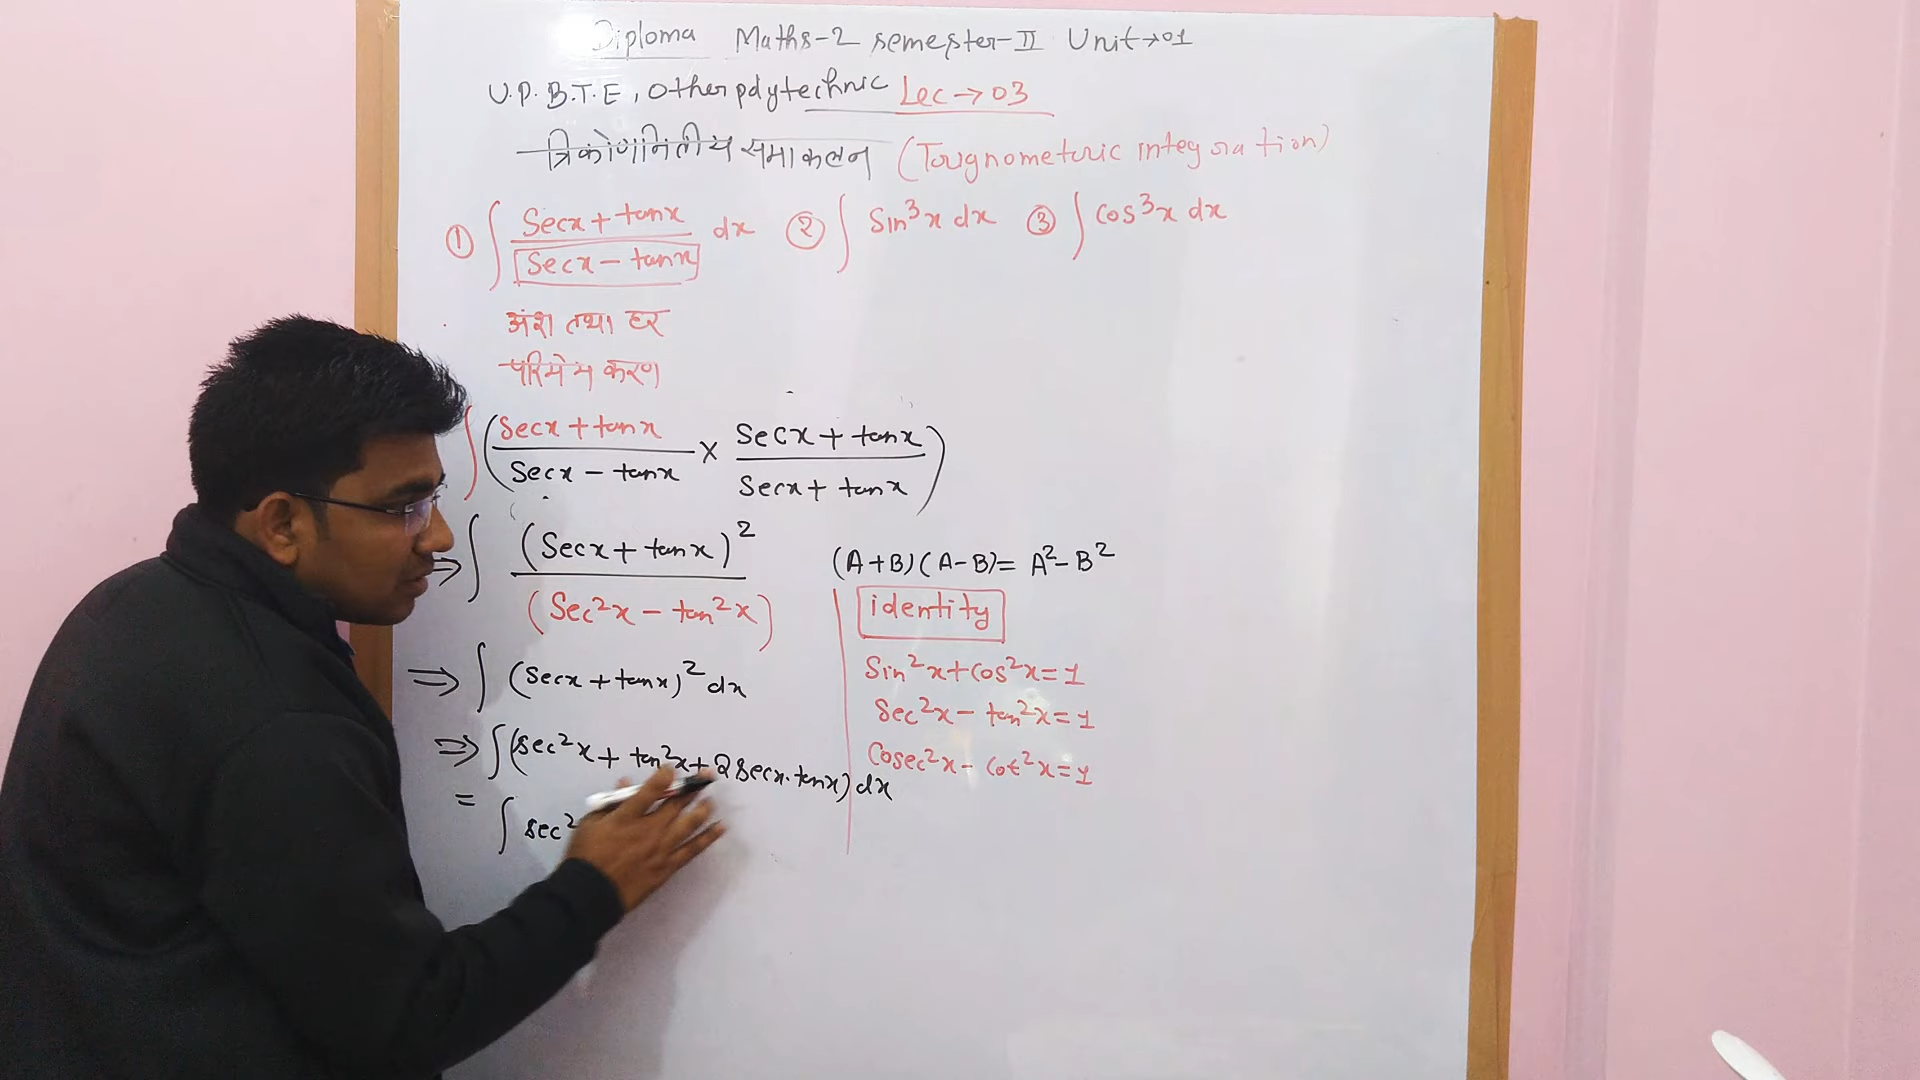 Diploma Maths-2 semester-II Unit→01
U.P.B.T.E, Other polytechnic Lec→03
त्रिकोणमितीय समाकलन (Trignometric integration)
① ∫ Secx + tanx / Secx - tanx dx ② ∫ Sin³x dx ③ ∫ Cos³x dx
अंश तथा हर
परिमेय करण
∫ (Secx + tanx / Secx - tanx × Secx + tanx / Secx + tanx)
⇒ ∫ (Secx + tanx)² / (Sec²x - tan²x)
(A+B)(A-B)= A²-B²
identity
Sin²x+Cos²x=1
Sec²x - tan²x=1
Cosec²x - Cot²x=1
⇒ ∫ (Secx + tanx)² dx
⇒ ∫ (Sec²x + tan²x + 2 Secx.tanx) dx
= ∫ Sec²